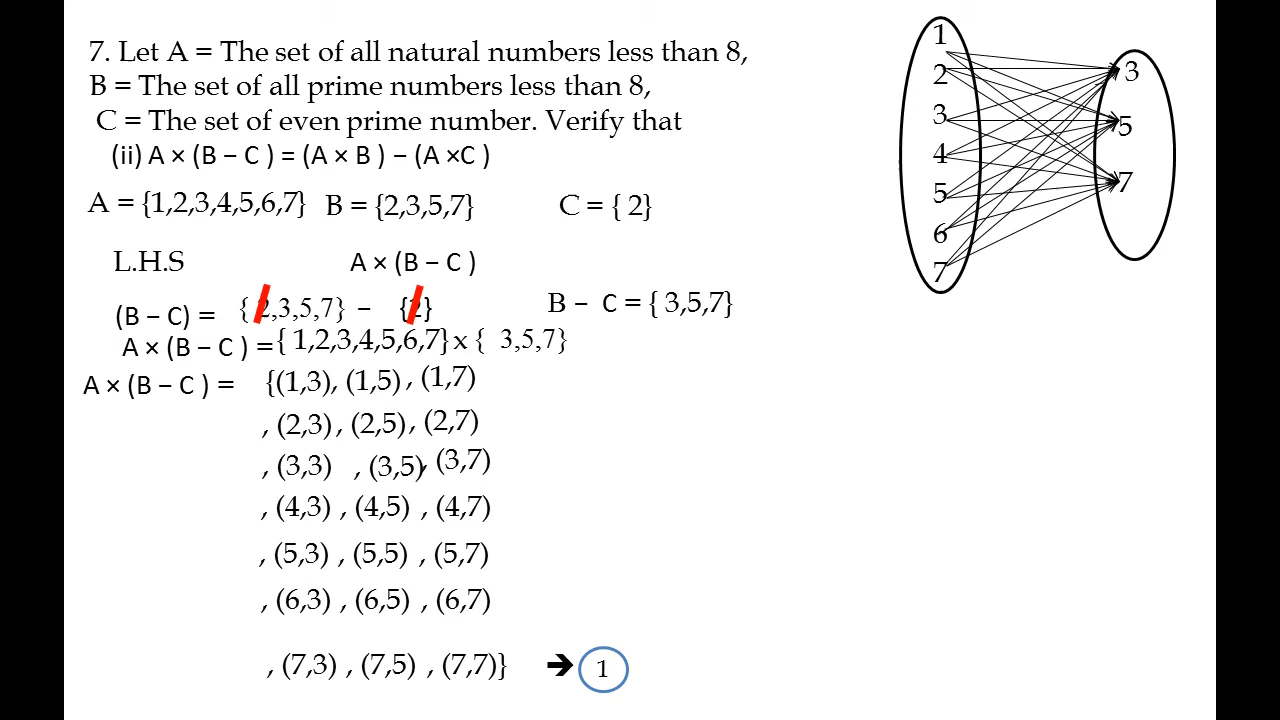 7. Let A = The set of all natural numbers less than 8,
B = The set of all prime numbers less than 8,
C = The set of even prime number. Verify that
(ii) A × (B − C ) = (A × B ) − (A ×C )
A = {1,2,3,4,5,6,7} B = {2,3,5,7} C = { 2}
L.H.S A × (B − C )
(B − C) = { 2,3,5,7} − {2} B − C = { 3,5,7}
A × (B − C ) = { 1,2,3,4,5,6,7} x { 3,5,7}
A × (B − C ) = {(1,3), (1,5) , (1,7)
, (2,3) , (2,5) , (2,7)
, (3,3) , (3,5) , (3,7)
, (4,3) , (4,5) , (4,7)
, (5,3) , (5,5) , (5,7)
, (6,3) , (6,5) , (6,7)
, (7,3) , (7,5) , (7,7)} 🡺 1
1
2
3
4
5
6
7
3
5
7